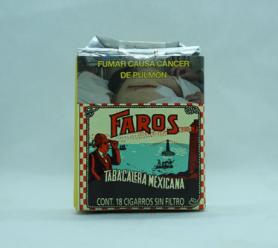 FUMAR CAUSA CÁNCER
DE PULMÓN
FAROS
TABACALERA MEXICANA
CONT. 18 CIGARROS SIN FILTRO